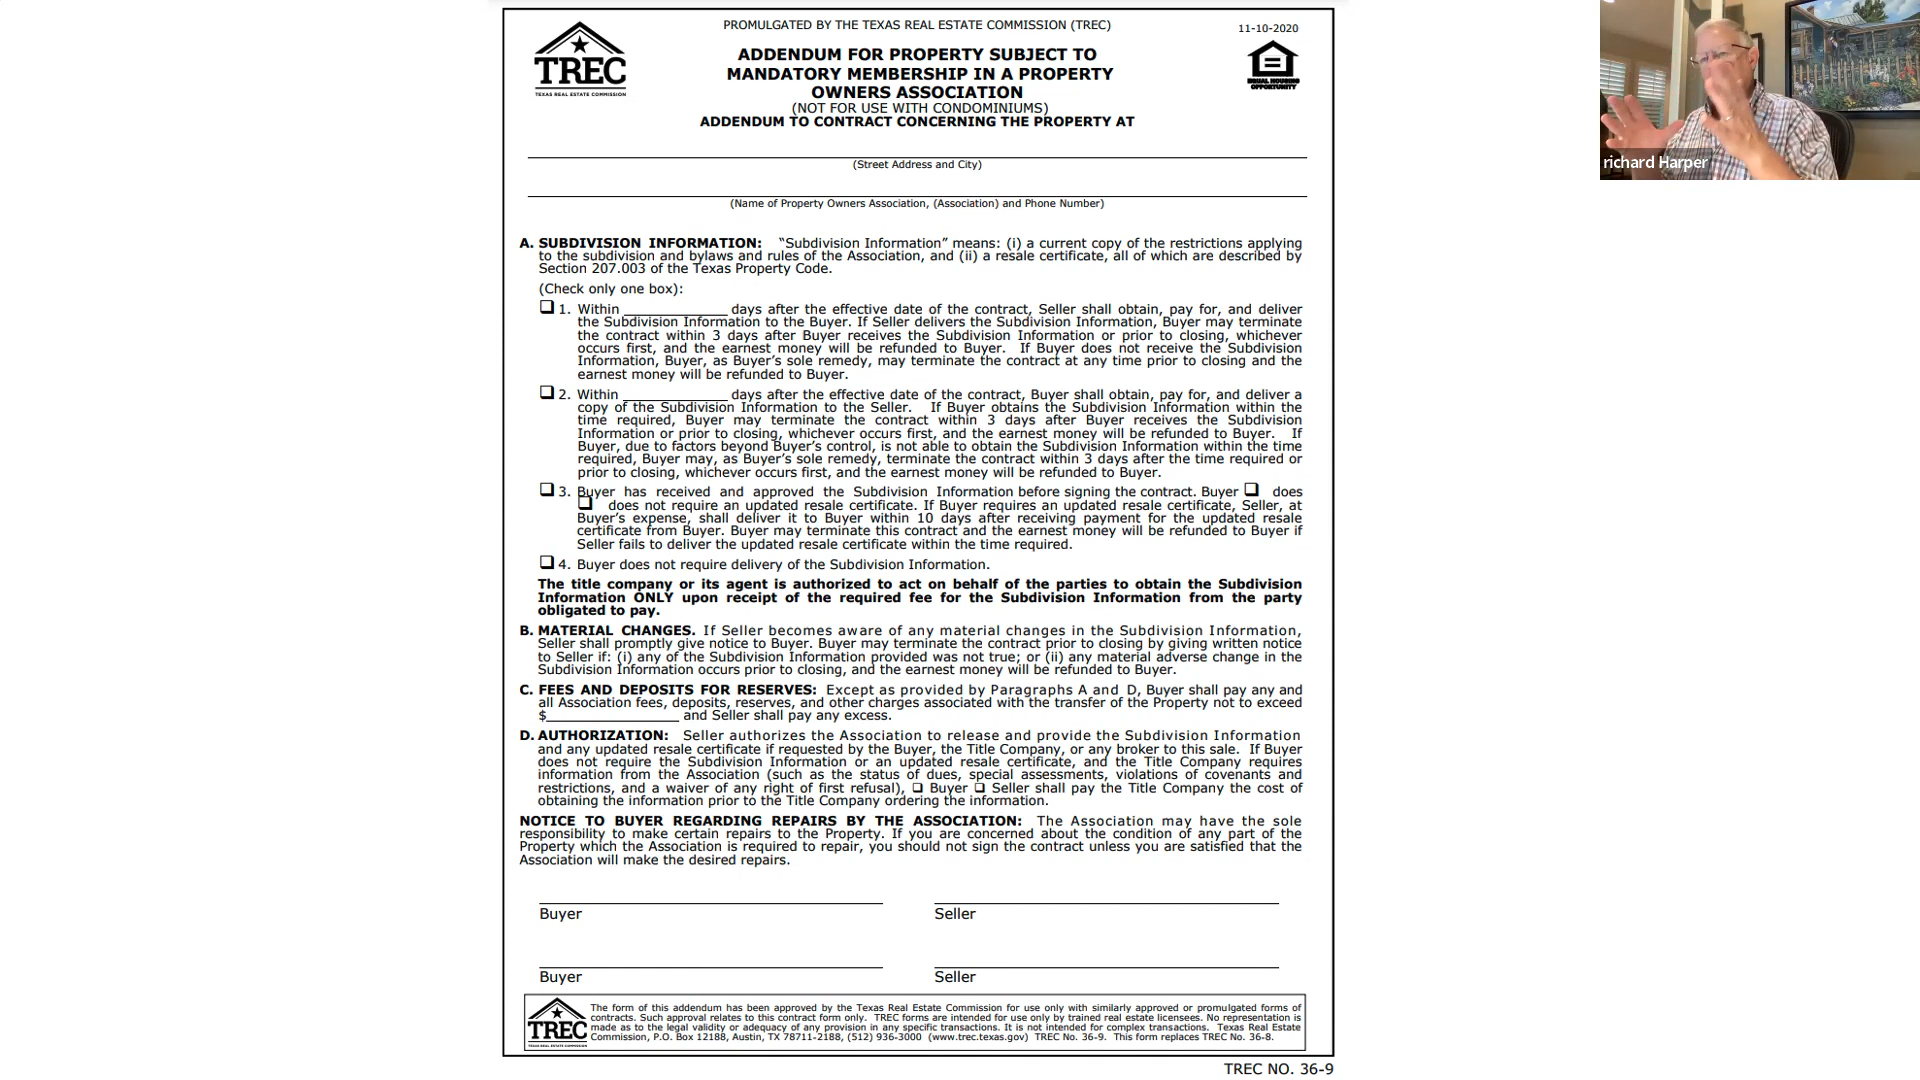 PROMULGATED BY THE TEXAS REAL ESTATE COMMISSION (TREC)
11-10-2020
TREC
TEXAS REAL ESTATE COMMISSION
ADDENDUM FOR PROPERTY SUBJECT TO
MANDATORY MEMBERSHIP IN A PROPERTY
OWNERS ASSOCIATION
(NOT FOR USE WITH CONDOMINIUMS)
ADDENDUM TO CONTRACT CONCERNING THE PROPERTY AT
EQUAL HOUSING
OPPORTUNITY
richard Harper
(Street Address and City)
(Name of Property Owners Association, (Association) and Phone Number)
A. SUBDIVISION INFORMATION: “Subdivision Information” means: (i) a current copy of the restrictions applying
to the subdivision and bylaws and rules of the Association, and (ii) a resale certificate, all of which are described by
Section 207.003 of the Texas Property Code.
(Check only one box):
❑ 1. Within ______________ days after the effective date of the contract, Seller shall obtain, pay for, and deliver
the Subdivision Information to the Buyer. If Seller delivers the Subdivision Information, Buyer may terminate
the contract within 3 days after Buyer receives the Subdivision Information or prior to closing, whichever
occurs first, and the earnest money will be refunded to Buyer. If Buyer does not receive the Subdivision
Information, Buyer, as Buyer’s sole remedy, may terminate the contract at any time prior to closing and the
earnest money will be refunded to Buyer.
❑ 2. Within ______________ days after the effective date of the contract, Buyer shall obtain, pay for, and deliver a
copy of the Subdivision Information to the Seller. If Buyer obtains the Subdivision Information within the
time required, Buyer may terminate the contract within 3 days after Buyer receives the Subdivision
Information or prior to closing, whichever occurs first, and the earnest money will be refunded to Buyer. If
Buyer, due to factors beyond Buyer’s control, is not able to obtain the Subdivision Information within the time
required, Buyer may, as Buyer’s sole remedy, terminate the contract within 3 days after the time required or
prior to closing, whichever occurs first, and the earnest money will be refunded to Buyer.
❑ 3. Buyer has received and approved the Subdivision Information before signing the contract. Buyer ❑ does
❑ does not require an updated resale certificate. If Buyer requires an updated resale certificate, Seller, at
Buyer’s expense, shall deliver it to Buyer within 10 days after receiving payment for the updated resale
certificate from Buyer. Buyer may terminate this contract and the earnest money will be refunded to Buyer if
Seller fails to deliver the updated resale certificate within the time required.
❑ 4. Buyer does not require delivery of the Subdivision Information.
The title company or its agent is authorized to act on behalf of the parties to obtain the Subdivision
Information ONLY upon receipt of the required fee for the Subdivision Information from the party
obligated to pay.
B. MATERIAL CHANGES. If Seller becomes aware of any material changes in the Subdivision Information,
Seller shall promptly give notice to Buyer. Buyer may terminate the contract prior to closing by giving written notice
to Seller if: (i) any of the Subdivision Information provided was not true; or (ii) any material adverse change in the
Subdivision Information occurs prior to closing, and the earnest money will be refunded to Buyer.
C. FEES AND DEPOSITS FOR RESERVES: Except as provided by Paragraphs A and D, Buyer shall pay any and
all Association fees, deposits, reserves, and other charges associated with the transfer of the Property not to exceed
$__________________ and Seller shall pay any excess.
D. AUTHORIZATION: Seller authorizes the Association to release and provide the Subdivision Information
and any updated resale certificate if requested by the Buyer, the Title Company, or any broker to this sale. If Buyer
does not require the Subdivision Information or an updated resale certificate, and the Title Company requires
information from the Association (such as the status of dues, special assessments, violations of covenants and
restrictions, and a waiver of any right of first refusal), ❑ Buyer ❑ Seller shall pay the Title Company the cost of
obtaining the information prior to the Title Company ordering the information.
NOTICE TO BUYER REGARDING REPAIRS BY THE ASSOCIATION: The Association may have the sole
responsibility to make certain repairs to the Property. If you are concerned about the condition of any part of the
Property which the Association is required to repair, you should not sign the contract unless you are satisfied that the
Association will make the desired repairs.
Buyer
Seller
Buyer
Seller
TREC
TEXAS REAL ESTATE COMMISSION
The form of this addendum has been approved by the Texas Real Estate Commission for use only with similarly approved or promulgated forms of
contracts. Such approval relates to this contract form only. TREC forms are intended for use only by trained real estate licensees. No representation is
made as to the legal validity or adequacy of any provision in any specific transactions. It is not intended for complex transactions. Texas Real Estate
Commission, P.O. Box 12188, Austin, TX 78711-2188, (512) 936-3000 (www.trec.texas.gov) TREC No. 36-9. This form replaces TREC No. 36-8.
TREC NO. 36-9